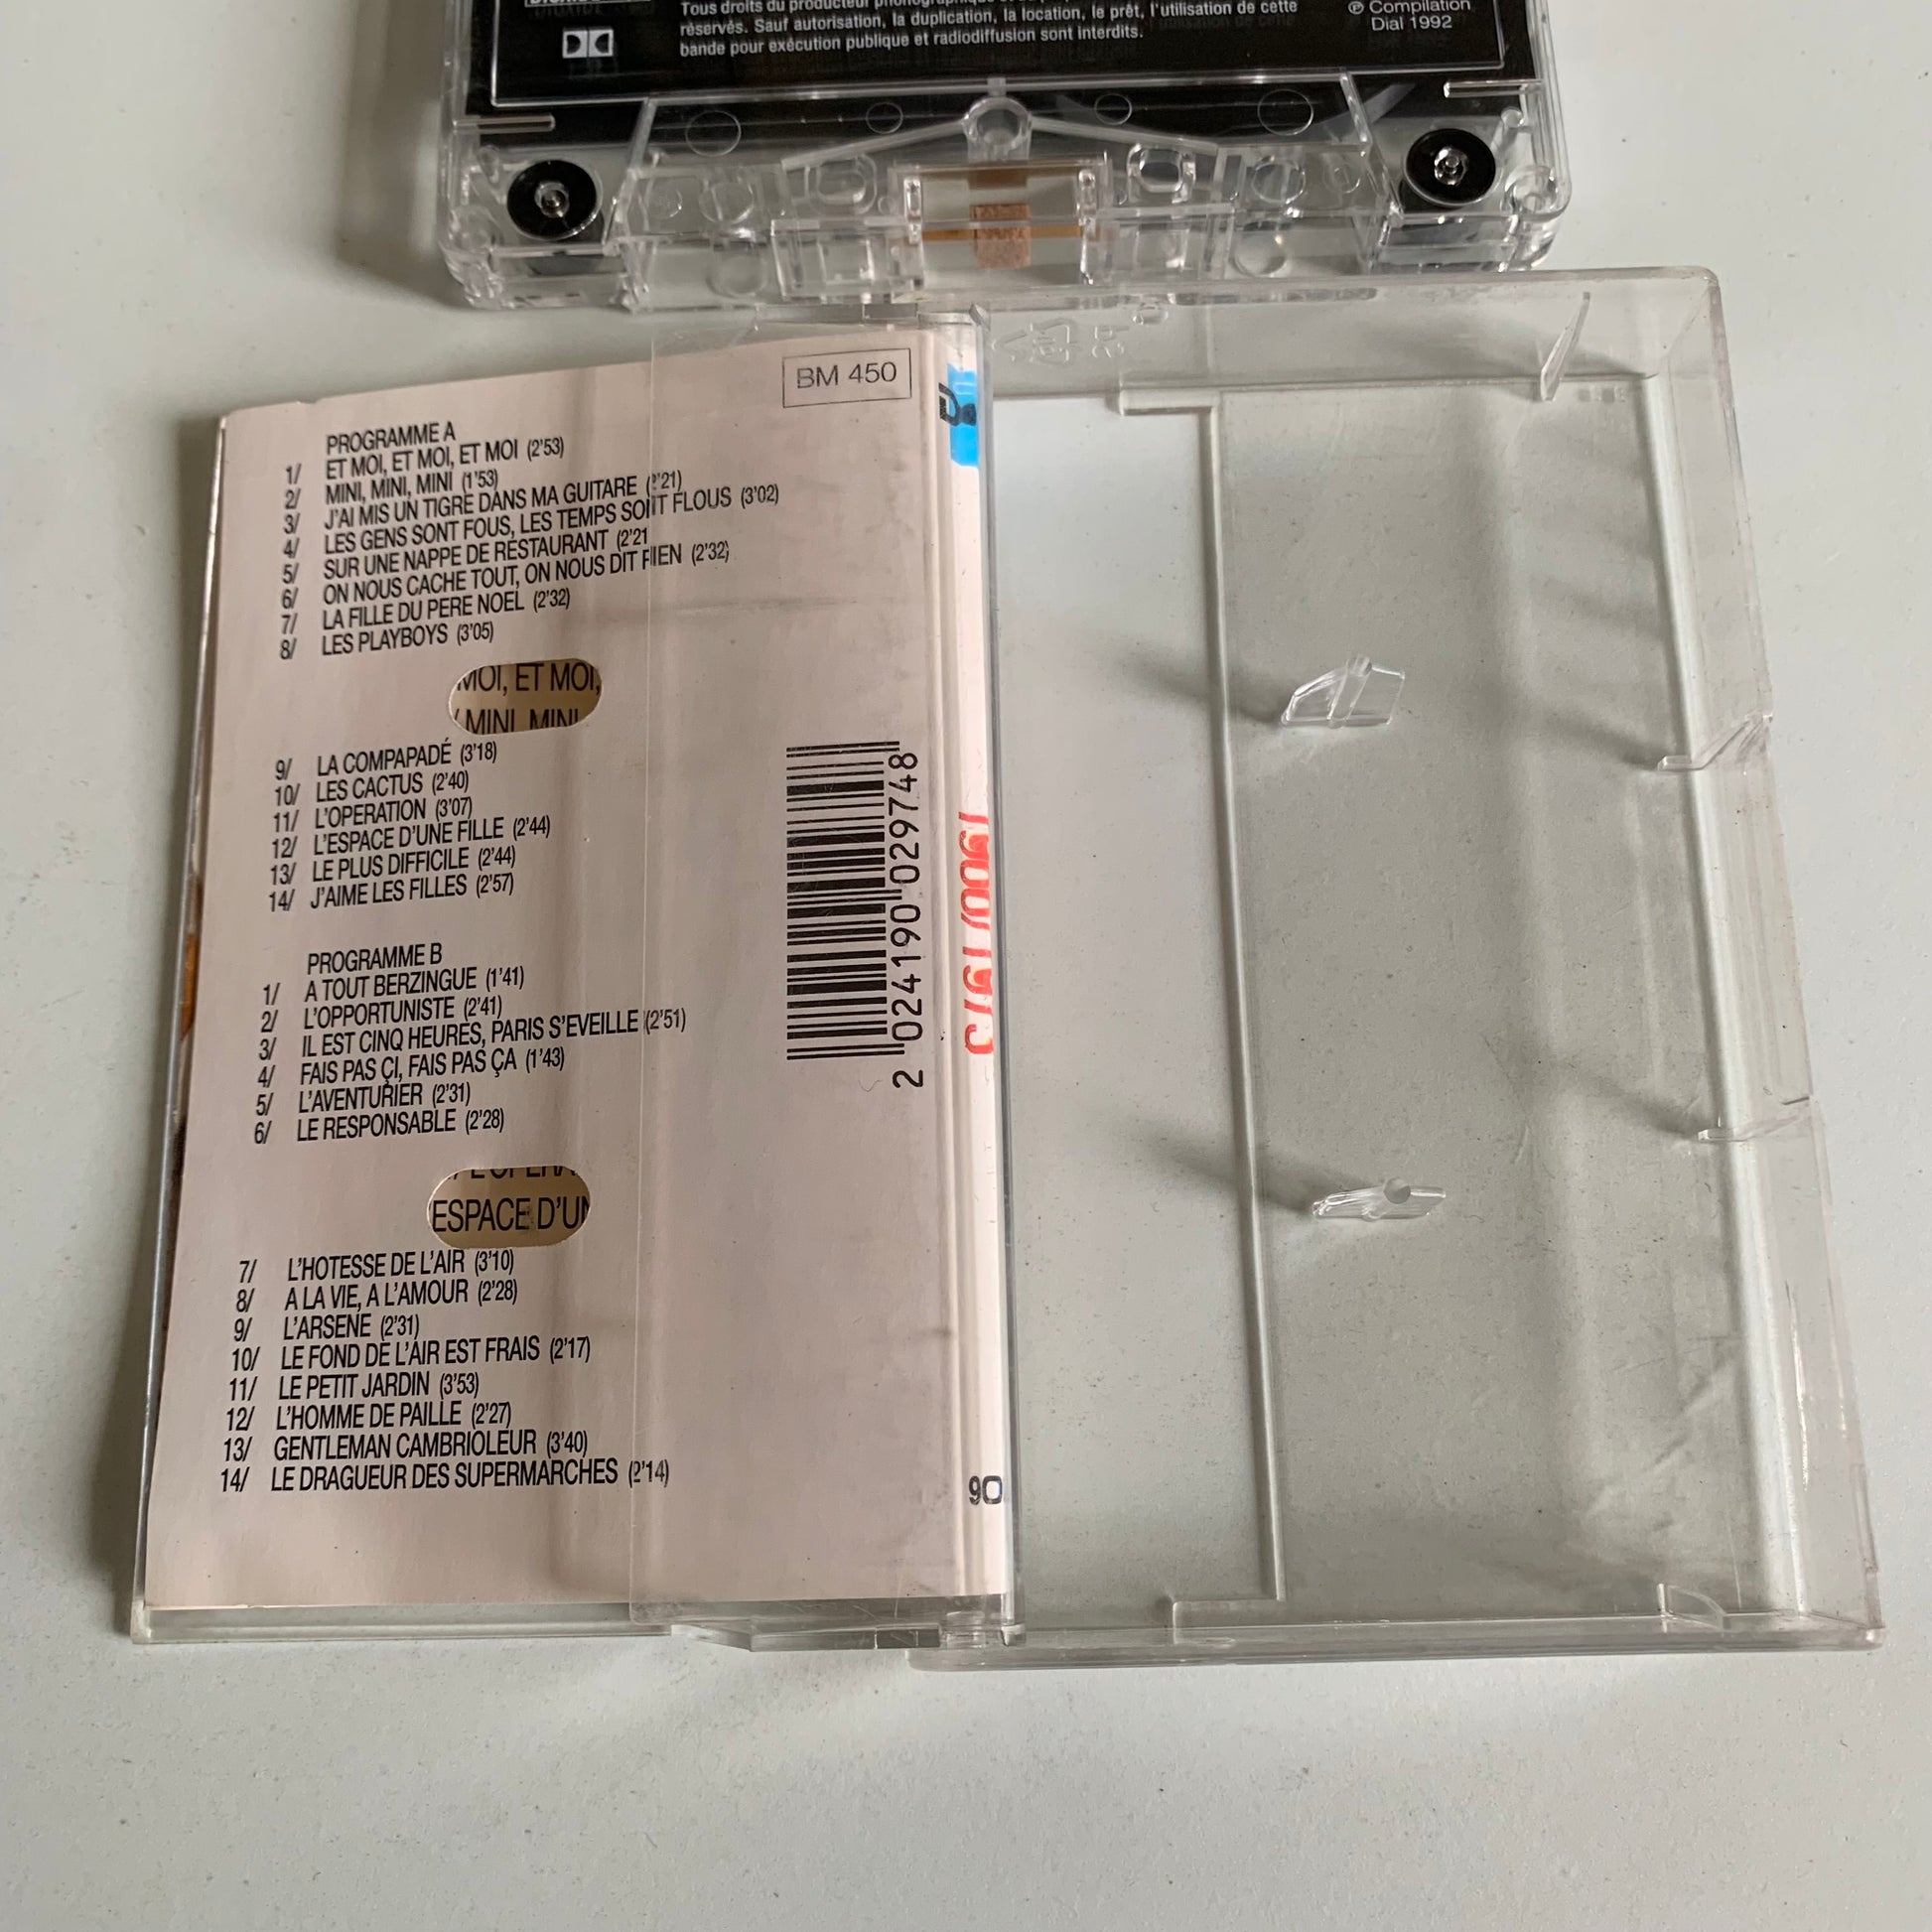 Tous droits du producteur phonographique
réservés. Sauf autorisation, la duplication, la location, le prêt, l'utilisation de cette
bande pour exécution publique et radiodiffusion sont interdits.
℗ Compilation
Dial 1992
BM 450
PROGRAMME A
1/ ET MOI, ET MOI, ET MOI (2'53)
2/ MINI, MINI, MINI (1'53)
3/ J'AI MIS UN TIGRE DANS MA GUITARE (2'21)
4/ LES GENS SONT FOUS, LES TEMPS SONT FLOUS (3'02)
5/ SUR UNE NAPPE DE RESTAURANT (2'21
6/ ON NOUS CACHE TOUT, ON NOUS DIT RIEN (2'32)
7/ LA FILLE DU PERE NOEL (2'32)
8/ LES PLAYBOYS (3'05)
MOI, ET MOI,
/ MINI, MINI
9/ LA COMPAPADÉ (3'18)
10/ LES CACTUS (2'40)
11/ L'OPERATION (3'07)
12/ L'ESPACE D'UNE FILLE (2'44)
13/ LE PLUS DIFFICILE (2'44)
14/ J'AIME LES FILLES (2'57)
PROGRAMME B
1/ A TOUT BERZINGUE (1'41)
2/ L'OPPORTUNISTE (2'41)
3/ IL EST CINQ HEURES, PARIS S'EVEILLE (2'51)
4/ FAIS PAS ÇI, FAIS PAS ÇA (1'43)
5/ L'AVENTURIER (2'31)
6/ LE RESPONSABLE (2'28)
ESPACE D'UN
7/ L'HOTESSE DE L'AIR (3'10)
8/ A LA VIE, A L'AMOUR (2'28)
9/ L'ARSENE (2'31)
10/ LE FOND DE L'AIR EST FRAIS (2'17)
11/ LE PETIT JARDIN (3'53)
12/ L'HOMME DE PAILLE (2'27)
13/ GENTLEMAN CAMBRIOLEUR (3'40)
14/ LE DRAGUEUR DES SUPERMARCHES (2'14)
2 024190 029748
90